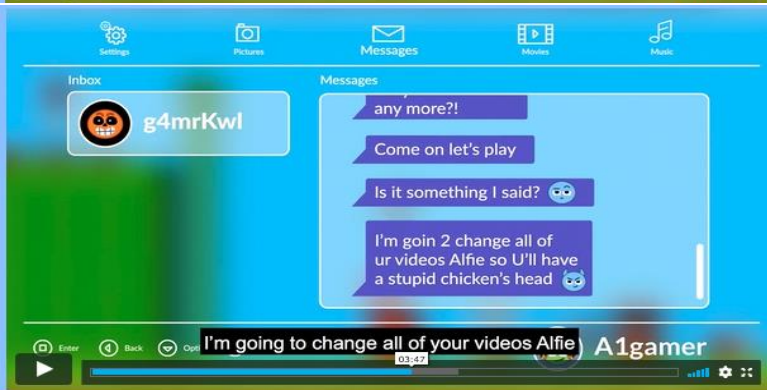 Settings
Pictures
Messages
Movies
Music
Inbox
Messages
g4mrKwl
any more?!
Come on let's play
Is it something I said?
I'm goin 2 change all of
ur videos Alfie so U'll have
a stupid chicken's head
Enter
Back
I'm going to change all of your videos Alfie
A1gamer
03:47